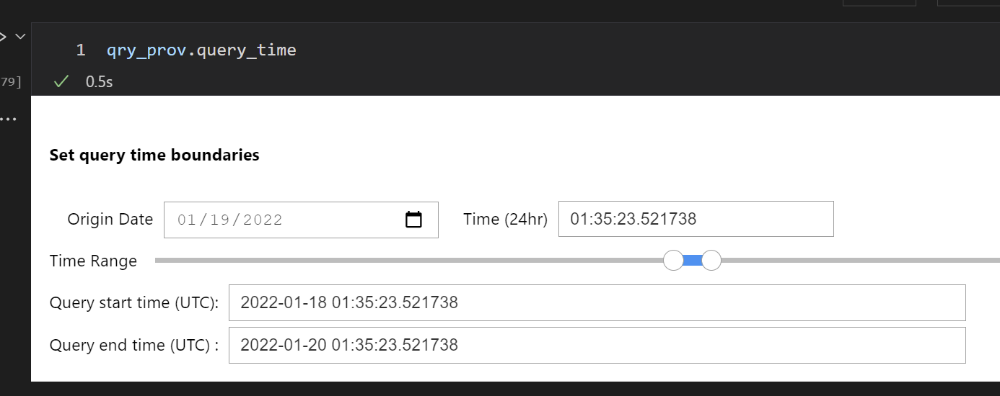 1 qry_prov.query_time
79] 0.5s
...
Set query time boundaries
Origin Date 01/19/2022 Time (24hr) 01:35:23.521738
Time Range
Query start time (UTC): 2022-01-18 01:35:23.521738
Query end time (UTC) : 2022-01-20 01:35:23.521738